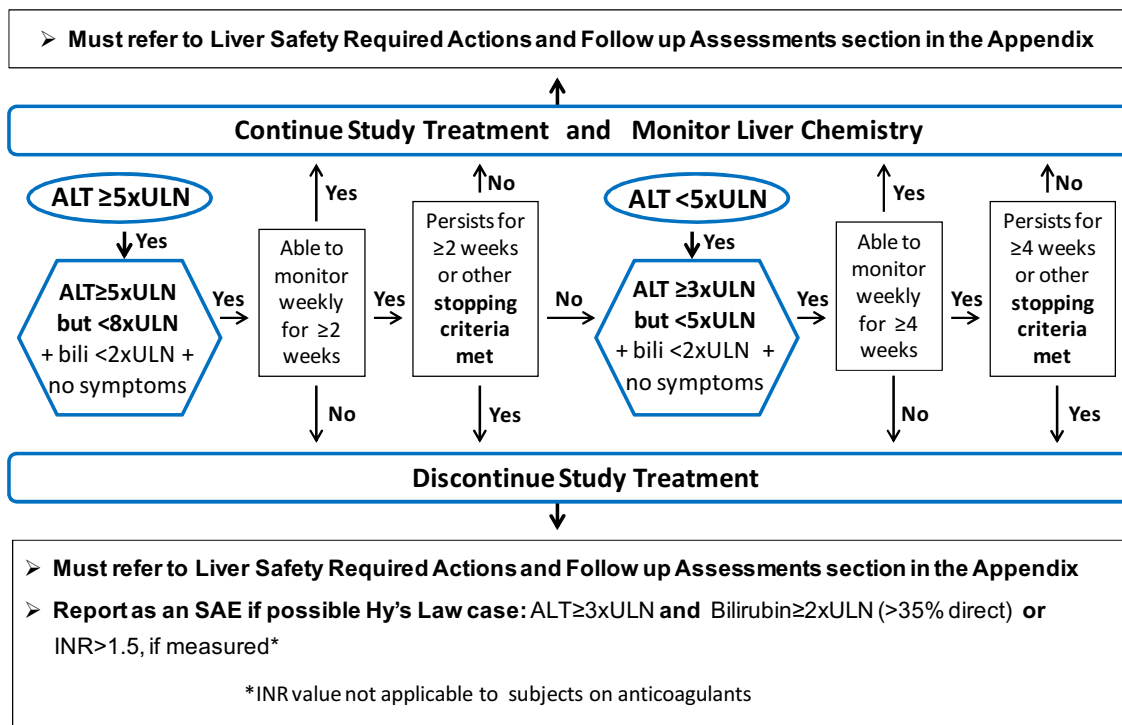 ➢ Must refer to Liver Safety Required Actions and Follow up Assessments section in the Appendix
Continue Study Treatment and Monitor Liver Chemistry
ALT ≥5xULN
Yes
ALT≥5xULN
but <8xULN
+ bili <2xULN +
no symptoms
Yes
Yes
Able to
monitor
weekly
for ≥2
weeks
No
Yes
No
Persists for
≥2 weeks
or other
stopping
criteria
met
Yes
No
ALT <5xULN
Yes
ALT ≥3xULN
but <5xULN
+ bili <2xULN +
no symptoms
Yes
Yes
Able to
monitor
weekly
for ≥4
weeks
No
Yes
No
Persists for
≥4 weeks
or other
stopping
criteria
met
Yes
Discontinue Study Treatment
➢ Must refer to Liver Safety Required Actions and Follow up Assessments section in the Appendix
➢ Report as an SAE if possible Hy's Law case: ALT≥3xULN and Bilirubin≥2xULN (>35% direct) or
INR>1.5, if measured*
*INR value not applicable to subjects on anticoagulants